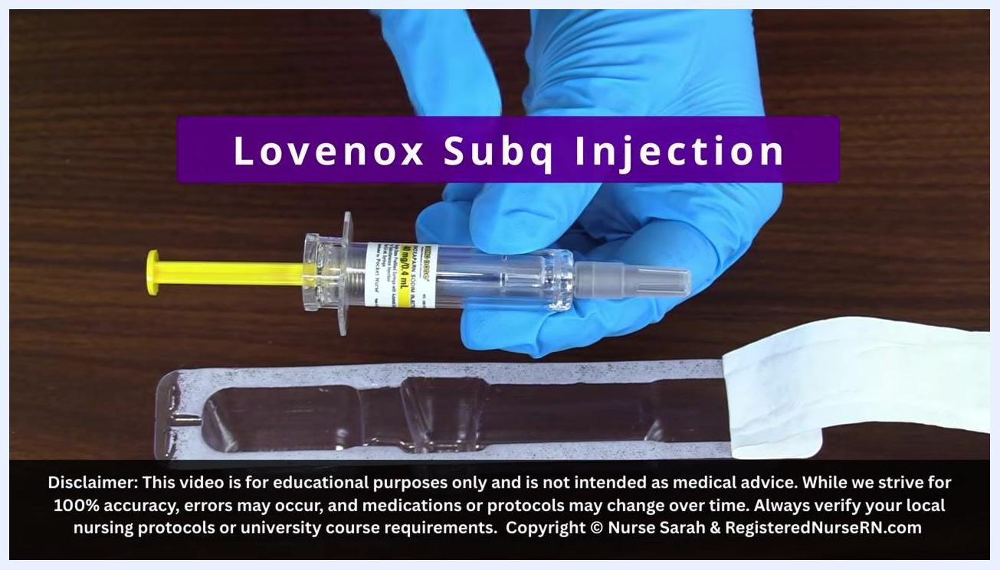 Lovenox Subq Injection
40 mg/0.4 mL
Pocket Nurse
Disclaimer: This video is for educational purposes only and is not intended as medical advice. While we strive for
100% accuracy, errors may occur, and medications or protocols may change over time. Always verify your local
nursing protocols or university course requirements.  Copyright © Nurse Sarah & RegisteredNurseRN.com